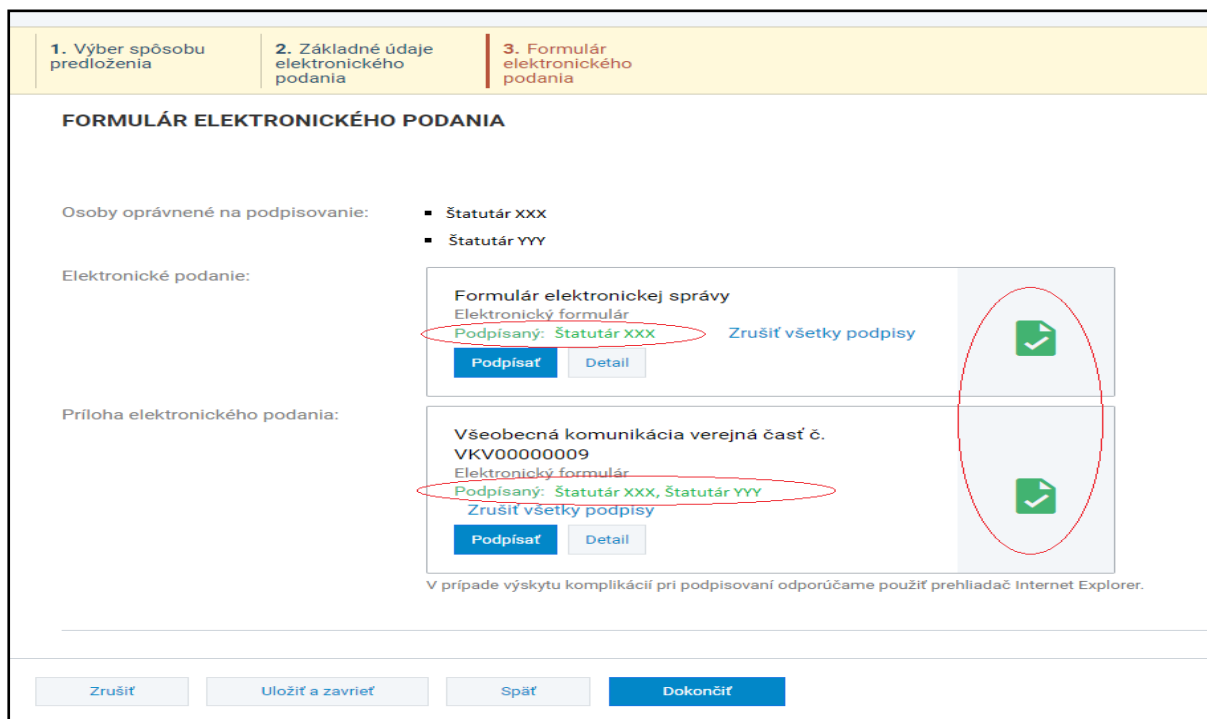 1. Výber spôsobu
predloženia
2. Základné údaje
elektronického
podania
3. Formulár
elektronického
podania
FORMULÁR ELEKTRONICKÉHO PODANIA
Osoby oprávnené na podpisovanie:
Štatutár XXX
Štatutár YYY
Elektronické podanie:
Formulár elektronickej správy
Elektronický formulár
Podpísaný: Štatutár XXX Zrušiť všetky podpisy
Podpísať Detail
Príloha elektronického podania:
Všeobecná komunikácia verejná časť č.
VKV00000009
Elektronický formulár
Podpísaný: Štatutár XXX, Štatutár YYY
Zrušiť všetky podpisy
Podpísať Detail
V prípade výskytu komplikácií pri podpisovaní odporúčame použiť prehliadač Internet Explorer.
Zrušiť Uložiť a zavrieť Späť Dokončiť